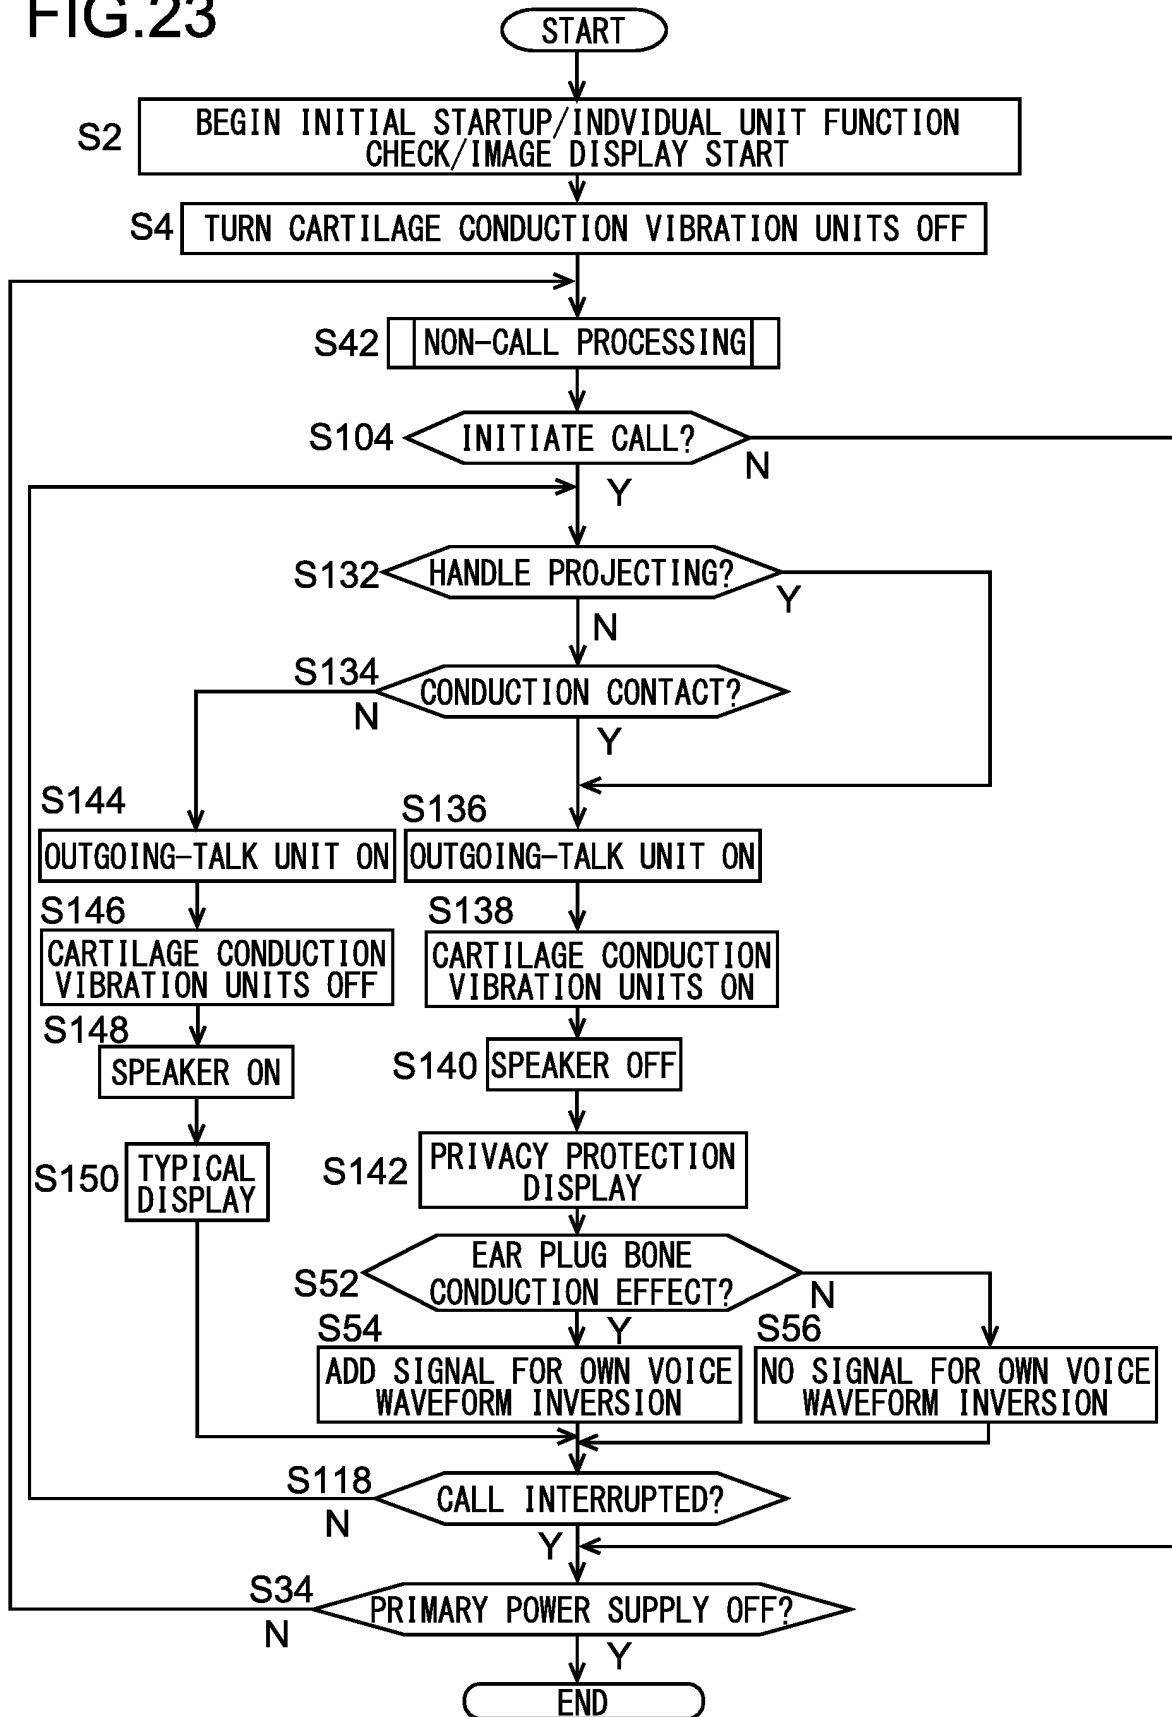 FIG.23
START
S2
BEGIN INITIAL STARTUP/INDVIDUAL UNIT FUNCTION
CHECK/IMAGE DISPLAY START
S4
TURN CARTILAGE CONDUCTION VIBRATION UNITS OFF
S42
NON-CALL PROCESSING
S104
INITIATE CALL?
N
Y
S132
HANDLE PROJECTING?
Y
N
S134
CONDUCTION CONTACT?
N
Y
S144
OUTGOING-TALK UNIT ON
S136
OUTGOING-TALK UNIT ON
S146
CARTILAGE CONDUCTION
VIBRATION UNITS OFF
S138
CARTILAGE CONDUCTION
VIBRATION UNITS ON
S148
SPEAKER ON
S140
SPEAKER OFF
S150
TYPICAL
DISPLAY
S142
PRIVACY PROTECTION
DISPLAY
S52
EAR PLUG BONE
CONDUCTION EFFECT?
N
Y
S54
ADD SIGNAL FOR OWN VOICE
WAVEFORM INVERSION
S56
NO SIGNAL FOR OWN VOICE
WAVEFORM INVERSION
S118
CALL INTERRUPTED?
N
Y
S34
PRIMARY POWER SUPPLY OFF?
N
Y
END